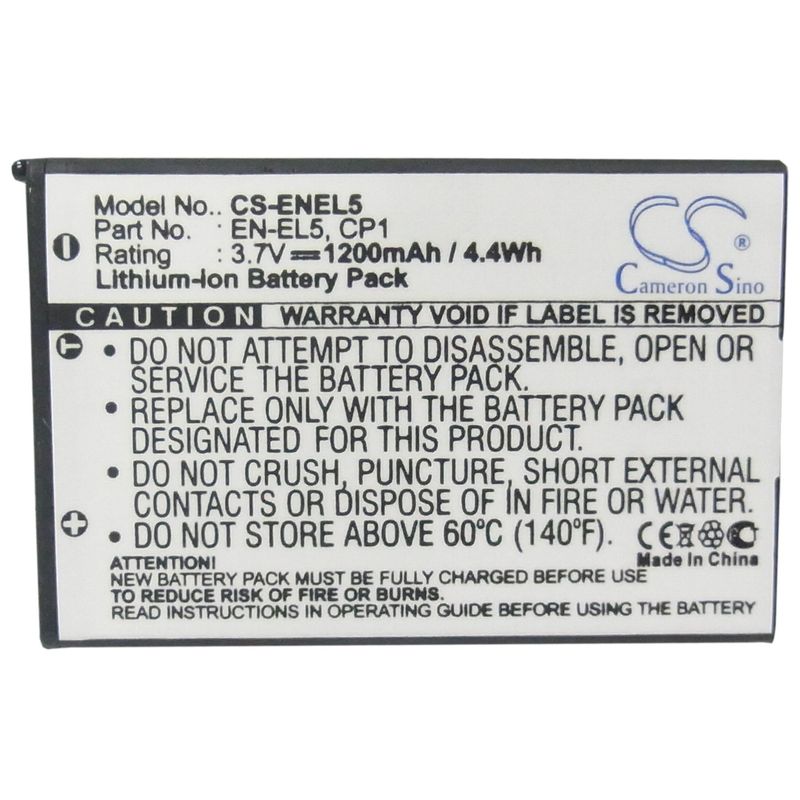 Model No.: CS-ENEL5
Part No. : EN-EL5, CP1
Rating : 3.7V 1200mAh / 4.4Wh
Lithium-Ion Battery Pack
CS ®
Cameron Sino
CAUTION WARRANTY VOID IF LABEL IS REMOVED
• DO NOT ATTEMPT TO DISASSEMBLE, OPEN OR
SERVICE THE BATTERY PACK.
• REPLACE ONLY WITH THE BATTERY PACK
DESIGNATED FOR THIS PRODUCT.
• DO NOT CRUSH, PUNCTURE, SHORT EXTERNAL
CONTACTS OR DISPOSE OF IN FIRE OR WATER.
• DO NOT STORE ABOVE 60ºC (140ºF).
CE
Made In China
ATTENTION:
NEW BATTERY PACK MUST BE FULLY CHARGED BEFORE INITIAL USE
TO REDUCE RISK OF FIRE OR INJURY,
READ INSTRUCTIONS IN OPERATING GUIDE BEFORE USING THE BATTERY.